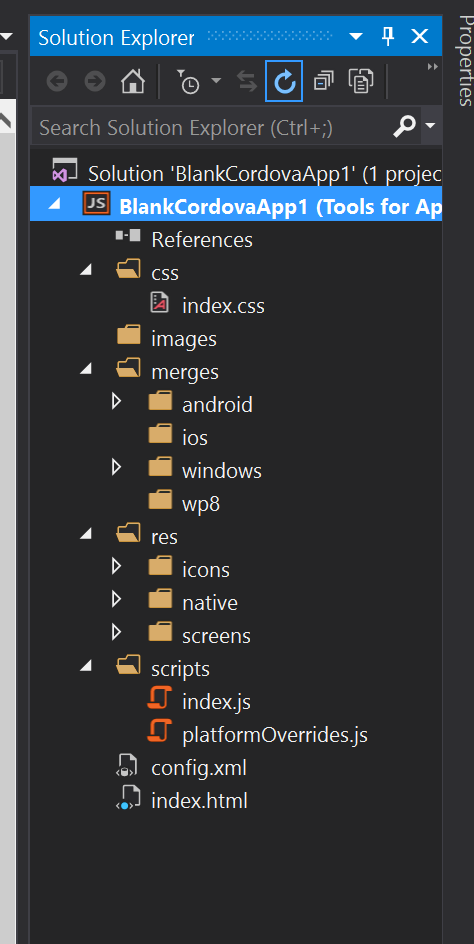 Solution Explorer
Properties
Search Solution Explorer (Ctrl+;)
Solution 'BlankCordovaApp1' (1 projec
JS BlankCordovaApp1 (Tools for Ap
References
css
index.css
images
merges
android
ios
windows
wp8
res
icons
native
screens
scripts
index.js
platformOverrides.js
config.xml
index.html